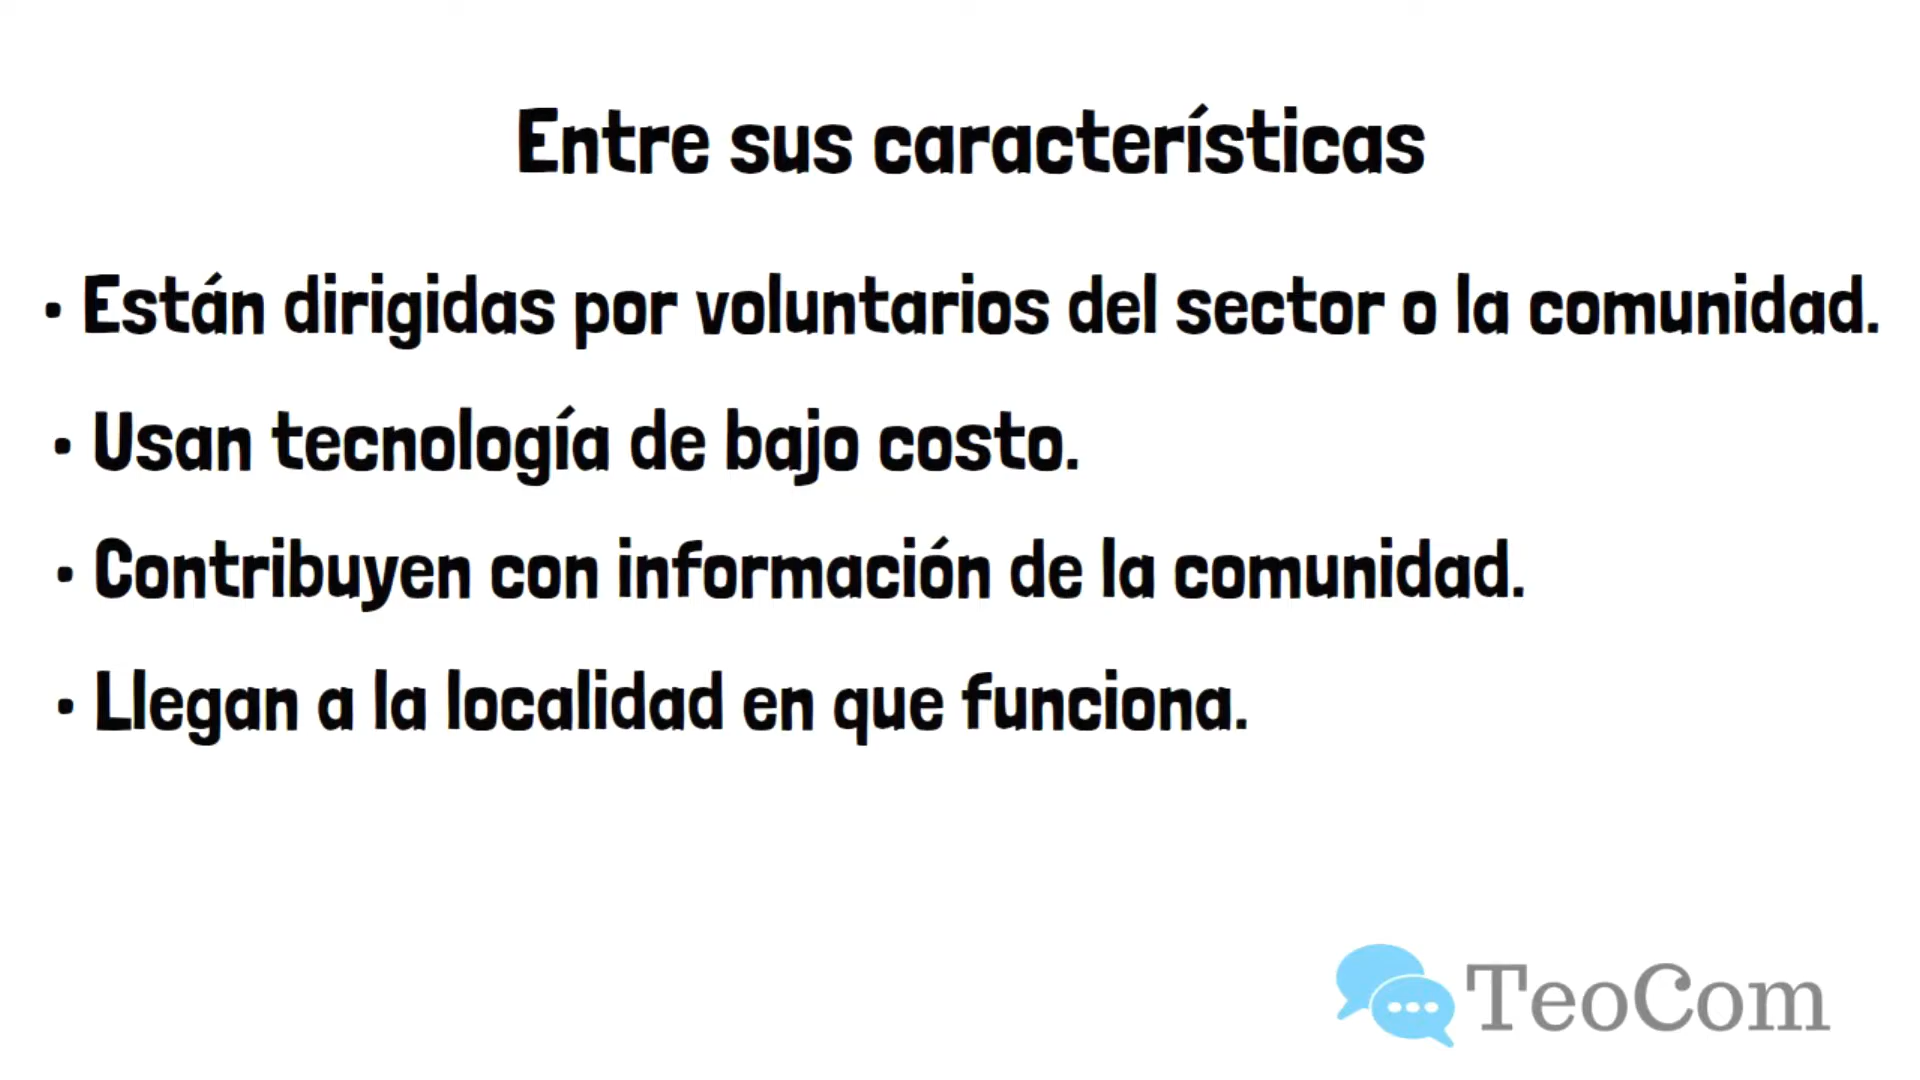 Entre sus características
• Están dirigidas por voluntarios del sector o la comunidad.
• Usan tecnología de bajo costo.
• Contribuyen con información de la comunidad.
• Llegan a la localidad en que funciona.
TeoCom